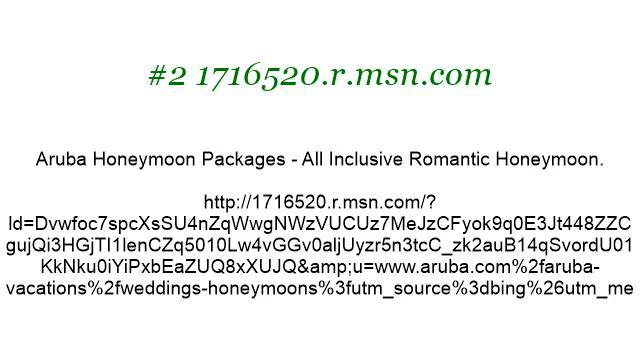 #2 1716520.r.msn.com
Aruba Honeymoon Packages - All Inclusive Romantic Honeymoon.
http://1716520.r.msn.com/?
ld=Dvwfoc7spcXsSU4nZqWwgNWzVUCUz7MeJzCFyok9q0E3Jt448ZZC
gujQi3HGjTI1lenCZq5010Lw4vGGv0aljUyzr5n3tcC_zk2auB14qSvordU01
KkNku0iYiPxbEaZUQ8xXUJQ&amp;u=www.aruba.com%2faruba-
vacations%2fweddings-honeymoons%3futm_source%3dbing%26utm_me